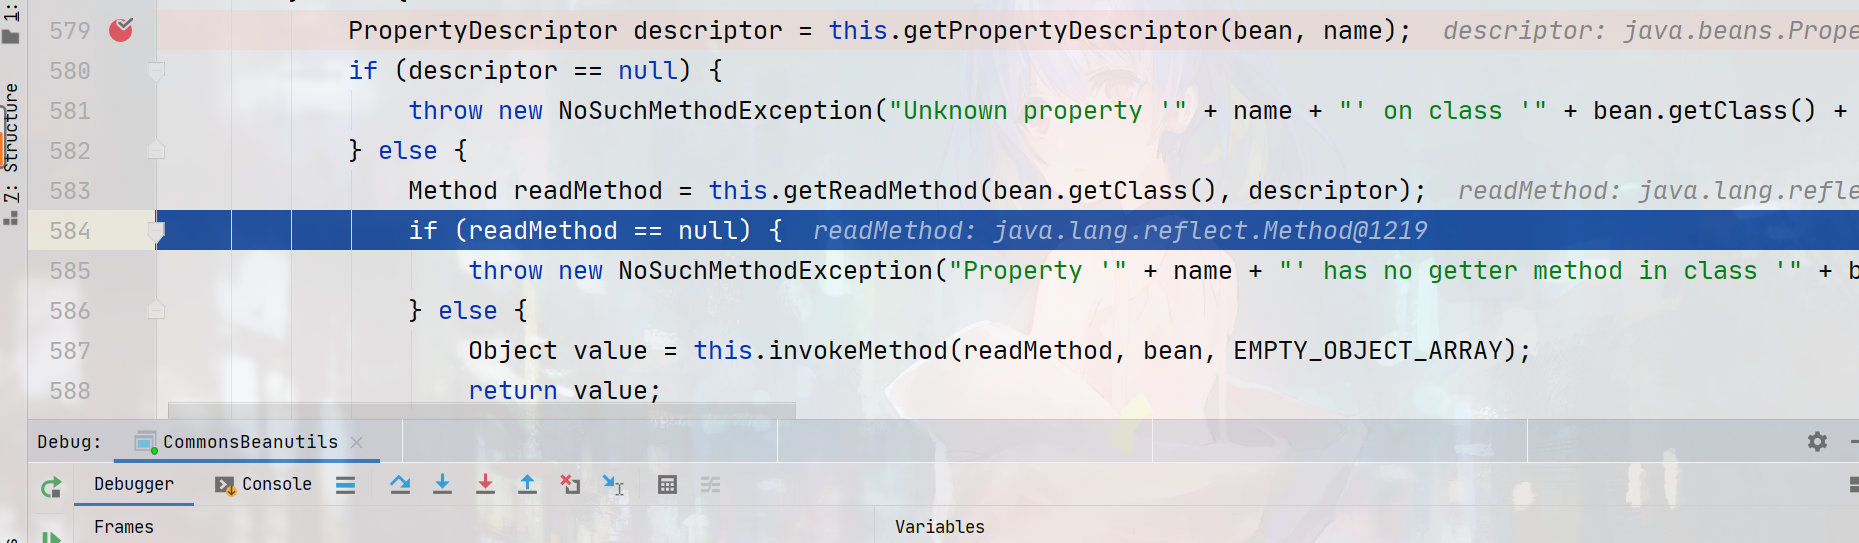 1:
579 PropertyDescriptor descriptor = this.getPropertyDescriptor(bean, name); descriptor: java.beans.Prope
580 if (descriptor == null) {
581 throw new NoSuchMethodException("Unknown property '" + name + "' on class '" + bean.getClass() +
582 } else {
7: Structure
583 Method readMethod = this.getReadMethod(bean.getClass(), descriptor); readMethod: java.lang.refle
584 if (readMethod == null) { readMethod: java.lang.reflect.Method@1219
585 throw new NoSuchMethodException("Property '" + name + "' has no getter method in class '" + b
586 } else {
587 Object value = this.invokeMethod(readMethod, bean, EMPTY_OBJECT_ARRAY);
588 return value;
Debug: CommonsBeanutils
Debugger Console
Frames Variables